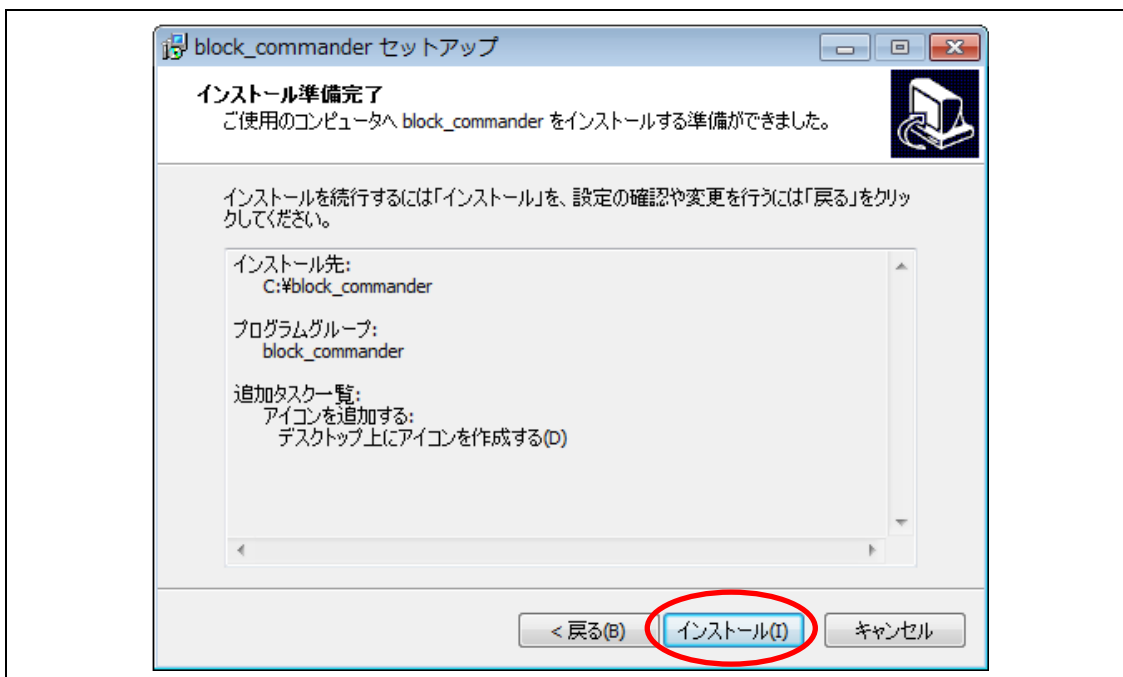 block_commander セットアップ
インストール準備完了
ご使用のコンピュータへ block_commander をインストールする準備ができました。
インストールを続行するには「インストール」を、設定の確認や変更を行うには「戻る」をクリッ
クしてください。
インストール先:
C:¥block_commander
プログラムグループ:
block_commander
追加タスク一覧:
アイコンを追加する:
デスクトップ上にアイコンを作成する(D)
< 戻る(B)
インストール(I)
キャンセル